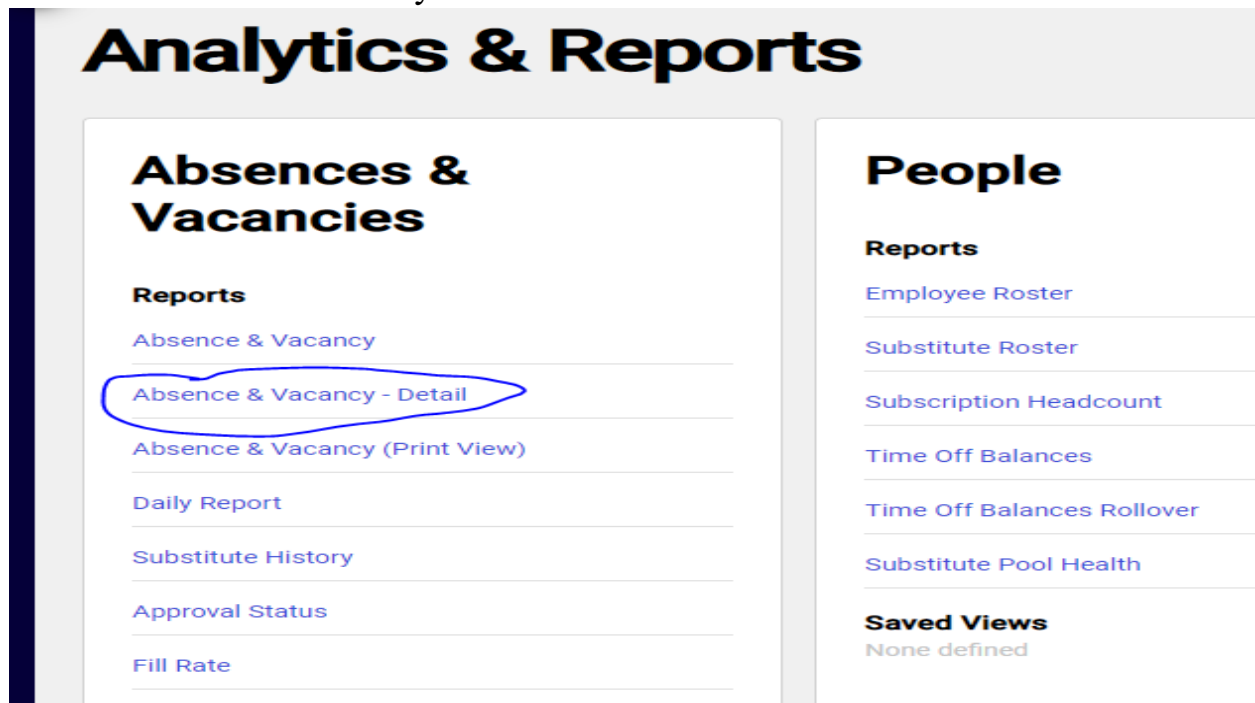 Analytics & Reports
Absences &
Vacancies
Reports
Absence & Vacancy
Absence & Vacancy - Detail
Absence & Vacancy (Print View)
Daily Report
Substitute History
Approval Status
Fill Rate
People
Reports
Employee Roster
Substitute Roster
Subscription Headcount
Time Off Balances
Time Off Balances Rollover
Substitute Pool Health
Saved Views
None defined